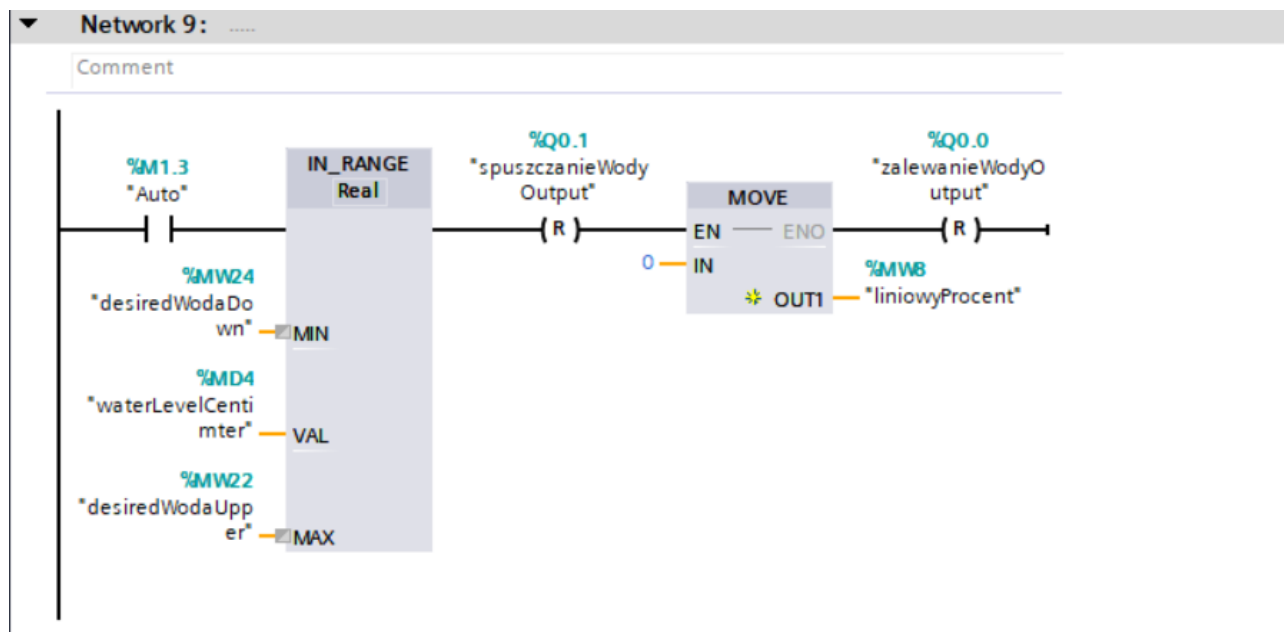 Network 9: .....
Comment
%M1.3
"Auto"
IN_RANGE
Real
%MW24
"desiredWodaDo
wn"
MIN
%MD4
"waterLevelCenti
mter"
VAL
%MW22
"desiredWodaUpp
er"
MAX
%Q0.1
"spuszczanieWody
Output"
( R )
MOVE
EN ENO
0 IN
OUT1
%MW8
"liniowyProcent"
%Q0.0
"zalewanieWodyO
utput"
( R )